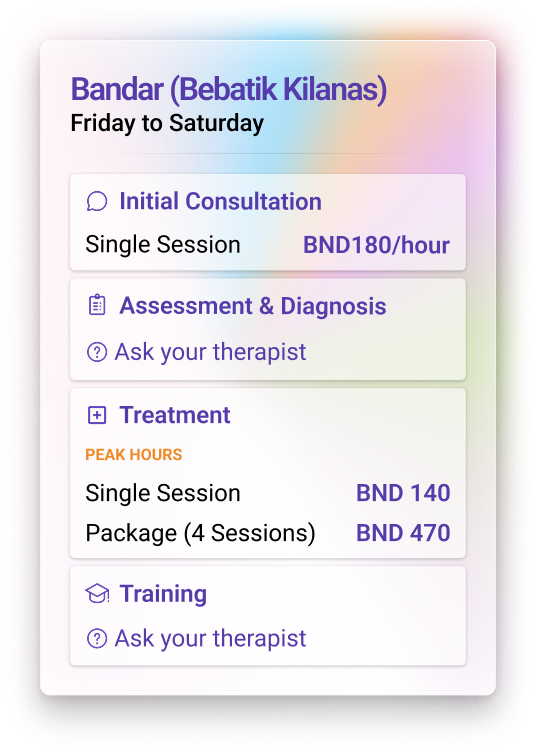 Bandar (Bebatik Kilanas)
Friday to Saturday
Initial Consultation
Single Session BND180/hour
Assessment & Diagnosis
Ask your therapist
Treatment
PEAK HOURS
Single Session BND 140
Package (4 Sessions) BND 470
Training
Ask your therapist